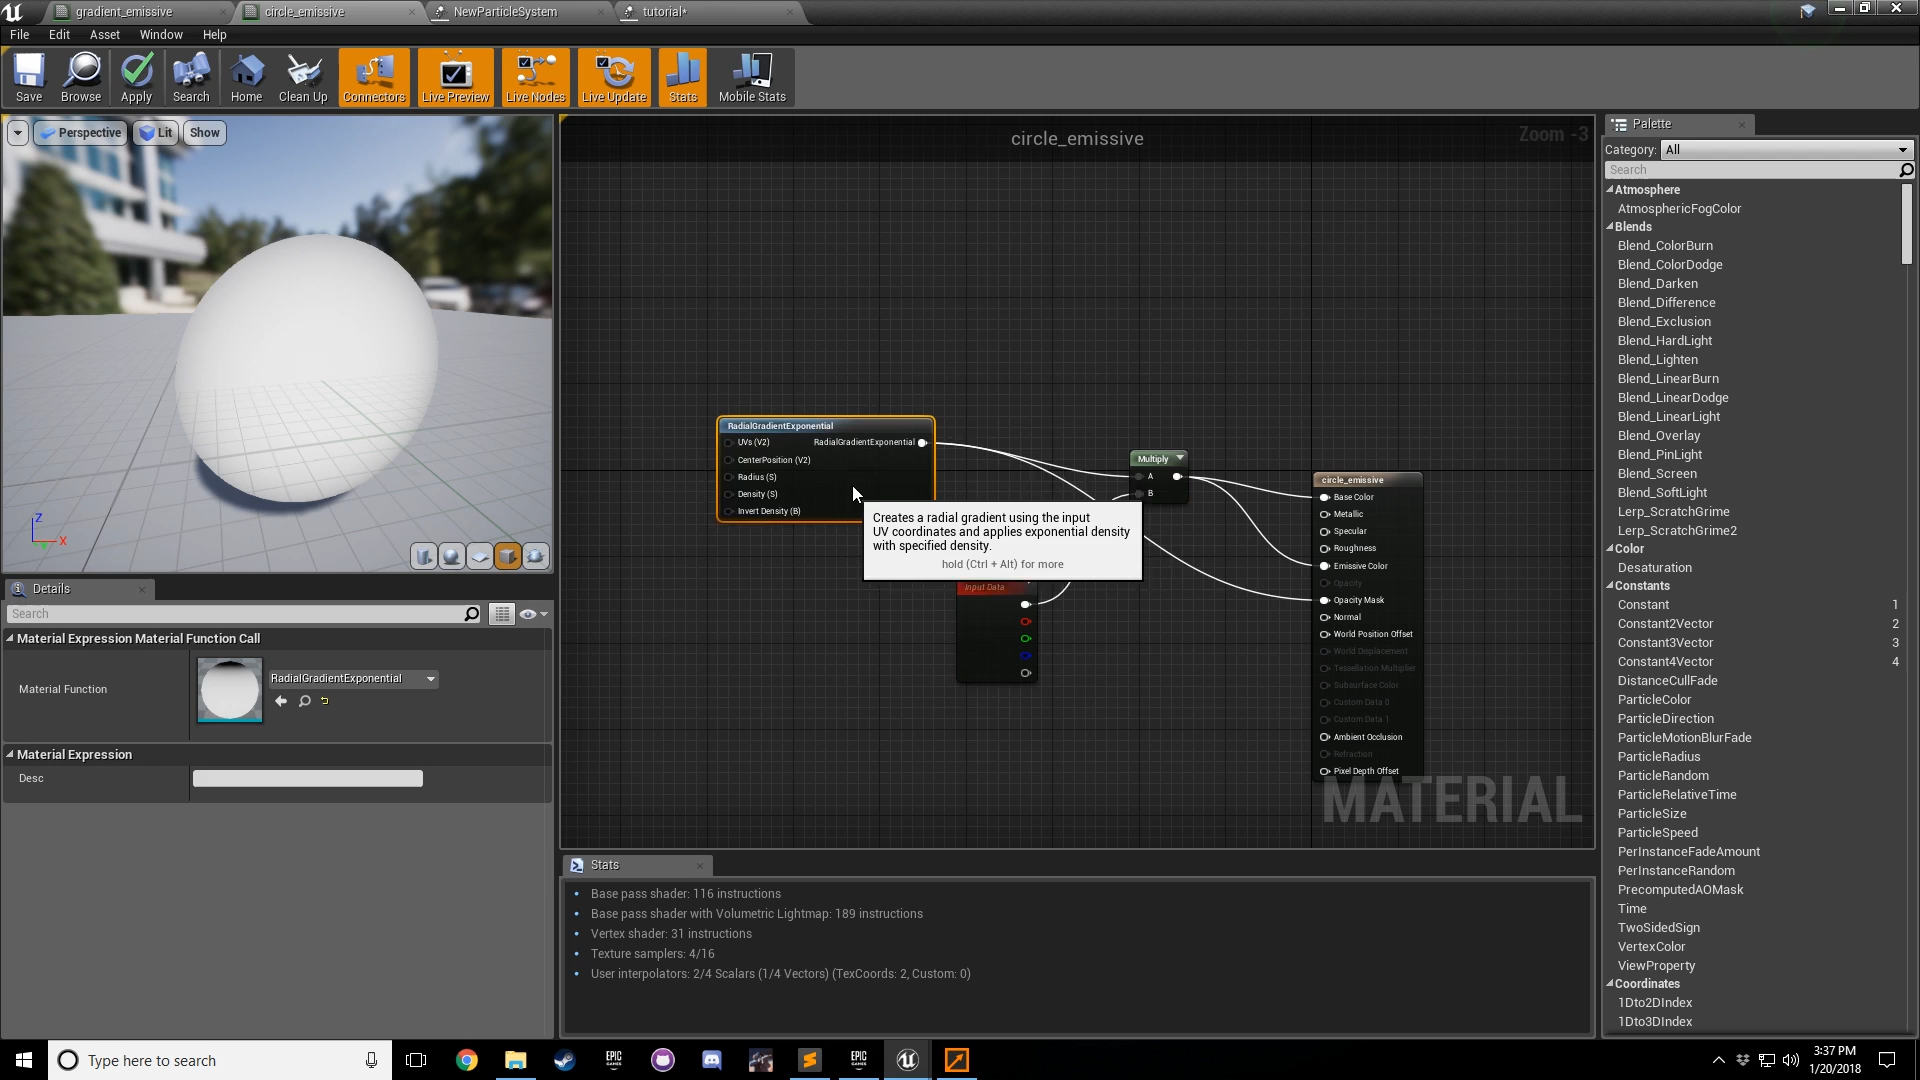 gradient_emissive
circle_emissive
NewParticleSystem
tutorial*
File Edit Asset Window Help
Save
Browse
Apply
Search
Home
Clean Up
Connectors
Live Preview
Live Nodes
Live Update
Stats
Mobile Stats
Perspective
Lit
Show
Z
X
circle_emissive
Zoom -3
RadialGradientExponential
UVs (V2)
RadialGradientExponential
CenterPosition (V2)
Radius (S)
Density (S)
Invert Density (B)
Creates a radial gradient using the input
UV coordinates and applies exponential density
with specified density.
hold (Ctrl + Alt) for more
Input Data
Multiply
A
B
circle_emissive
Base Color
Metallic
Specular
Roughness
Emissive Color
Opacity
Opacity Mask
Normal
World Position Offset
World Displacement
Tessellation Multiplier
Subsurface Color
Custom Data 0
Custom Data 1
Ambient Occlusion
Refraction
Pixel Depth Offset
MATERIAL
Details
Search
Material Expression Material Function Call
Material Function
RadialGradientExponential
Material Expression
Desc
Stats
Base pass shader: 116 instructions
Base pass shader with Volumetric Lightmap: 189 instructions
Vertex shader: 31 instructions
Texture samplers: 4/16
User interpolators: 2/4 Scalars (1/4 Vectors) (TexCoords: 2, Custom: 0)
Palette
Category: All
Search
Atmosphere
AtmosphericFogColor
Blends
Blend_ColorBurn
Blend_ColorDodge
Blend_Darken
Blend_Difference
Blend_Exclusion
Blend_HardLight
Blend_Lighten
Blend_LinearBurn
Blend_LinearDodge
Blend_LinearLight
Blend_Overlay
Blend_PinLight
Blend_Screen
Blend_SoftLight
Lerp_ScratchGrime
Lerp_ScratchGrime2
Color
Desaturation
Constants
Constant 1
Constant2Vector 2
Constant3Vector 3
Constant4Vector 4
DistanceCullFade
ParticleColor
ParticleDirection
ParticleMotionBlurFade
ParticleRadius
ParticleRandom
ParticleRelativeTime
ParticleSize
ParticleSpeed
PerInstanceFadeAmount
PerInstanceRandom
PrecomputedAOMask
Time
TwoSidedSign
VertexColor
ViewProperty
Coordinates
1Dto2DIndex
1Dto3DIndex
Type here to search
EPIC
GAMES
EPIC
GAMES
3:37 PM
1/20/2018